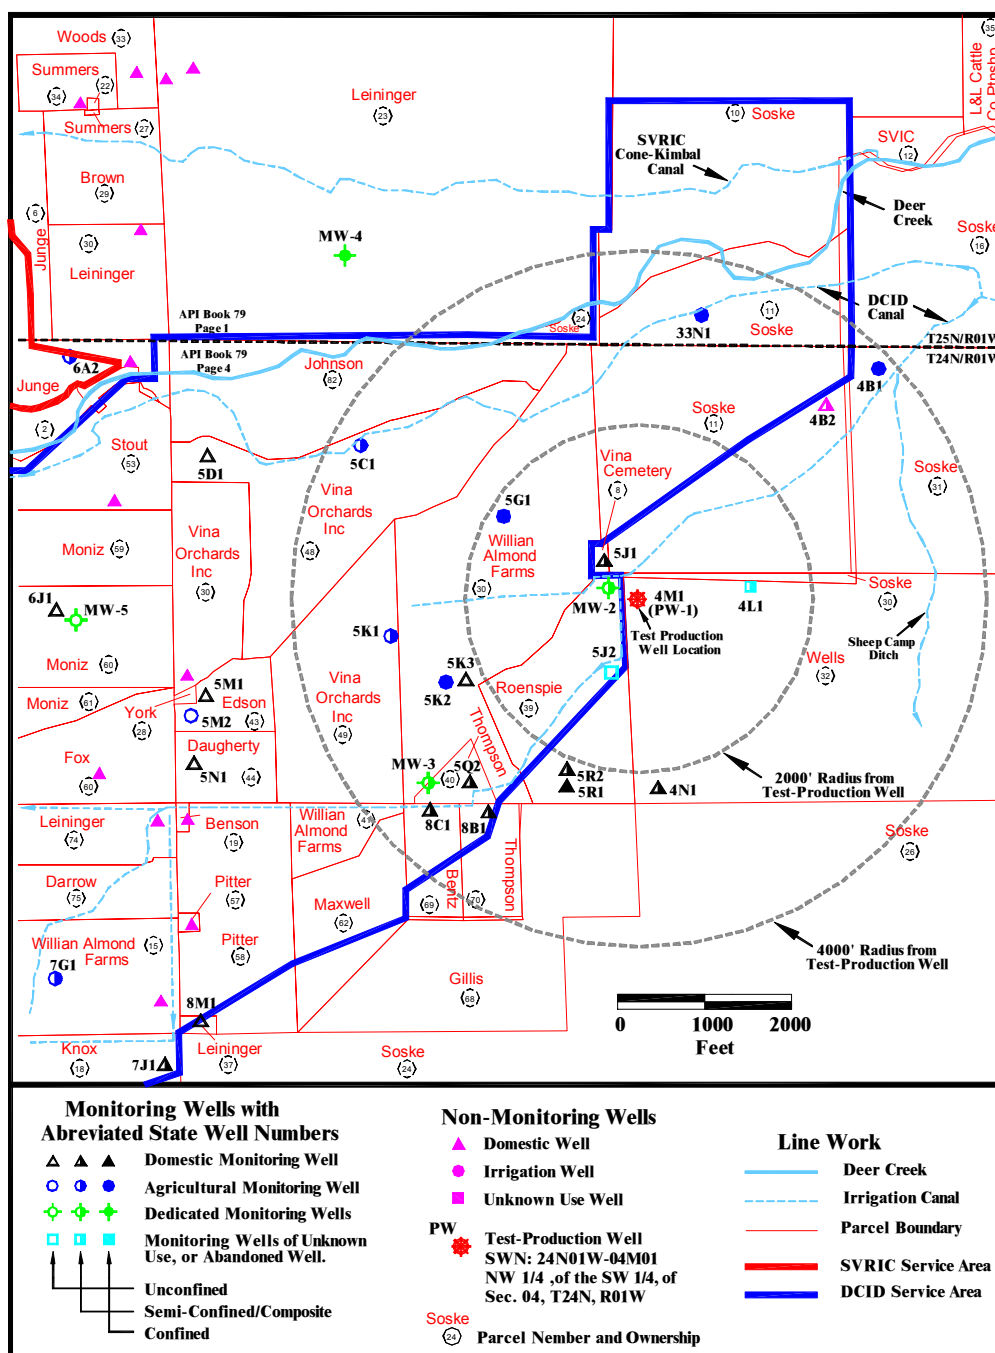 Woods 33
Summers
34
22
Summers 27
Brown
29
6
Junge
30
Leininger
Leininger
23
10
Soske
SVRIC
Cone-Kimbal
Canal
SVIC
12
L&L Cattle
Co Ptnshp
35
Deer
Creek
Soske
16
MW-4
API Book 79
Page 1
API Book 79
Page 4
24
Soske
33N1
11
Soske
DCID
Canal
T25N/R01W
T24N/R01W
6A2
Junge
2
Johnson
82
4B1
4B2
Soske
11
Stout
53
5D1
5C1
Vina
Cemetery
8
Soske
31
Vina
Orchards
Inc
30
Vina
Orchards
Inc
48
5G1
Willian
Almond
Farms
30
Moniz 59
5J1
6J1
MW-5
MW-2
4M1
(PW-1)
4L1
Soske
30
Test Production
Well Location
Sheep Camp
Ditch
5K1
5J2
Moniz 60
Wells
32
5K3
5K2
Moniz 61
York
28
5M1
5M2
Edson
43
Vina
Orchards
Inc
49
Roenspie
39
Thompson
Fox
60
Daugherty
44
5N1
MW-3
40
5Q2
5R2
5R1
4N1
2000' Radius from
Test-Production Well
Leininger
74
Benson
19
Willian
Almond
Farms
41
8C1
8B1
Soske
26
Darrow
75
Pitter
57
Maxwell
62
Bentz
69
70
Thompson
Willian Almond
Farms
15
7G1
Pitter
58
4000' Radius from
Test-Production Well
Gillis
68
8M1
0 1000 2000
Feet
Knox
18
7J1
Leininger
37
Soske
24
Monitoring Wells with
Abreviated State Well Numbers
Domestic Monitoring Well
Agricultural Monitoring Well
Dedicated Monitoring Wells
Monitoring Wells of Unknown
Use, or Abandoned Well.
Unconfined
Semi-Confined/Composite
Confined
Non-Monitoring Wells
Domestic Well
Irrigation Well
Unknown Use Well
PW
Test-Production Well
SWN: 24N01W-04M01
NW 1/4 ,of the SW 1/4, of
Sec. 04, T24N, R01W
Soske
24
Parcel Nember and Ownership
Line Work
Deer Creek
Irrigation Canal
Parcel Boundary
SVRIC Service Area
DCID Service Area